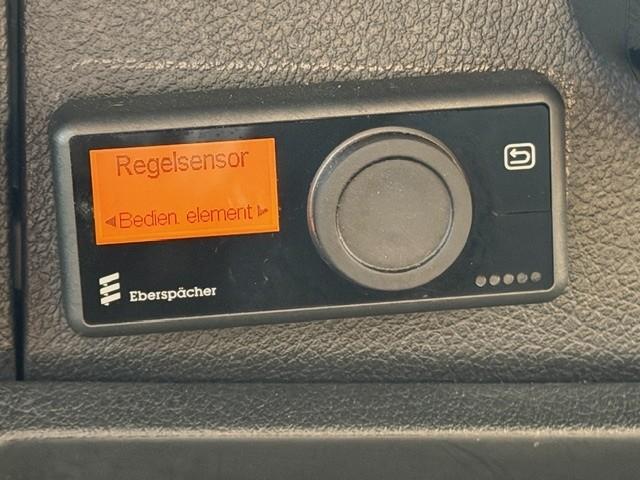 Regelsensor
Bedien. element
Eberspächer